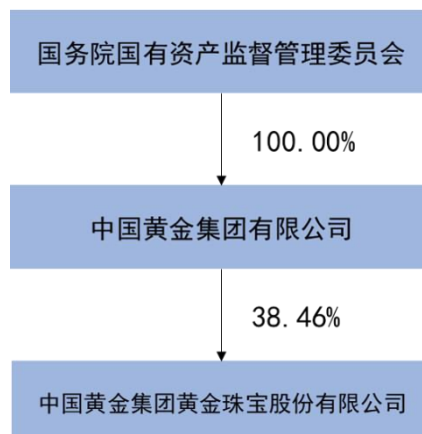 国务院国有资产监督管理委员会
100.00%
中国黄金集团有限公司
38.46%
中国黄金集团黄金珠宝股份有限公司